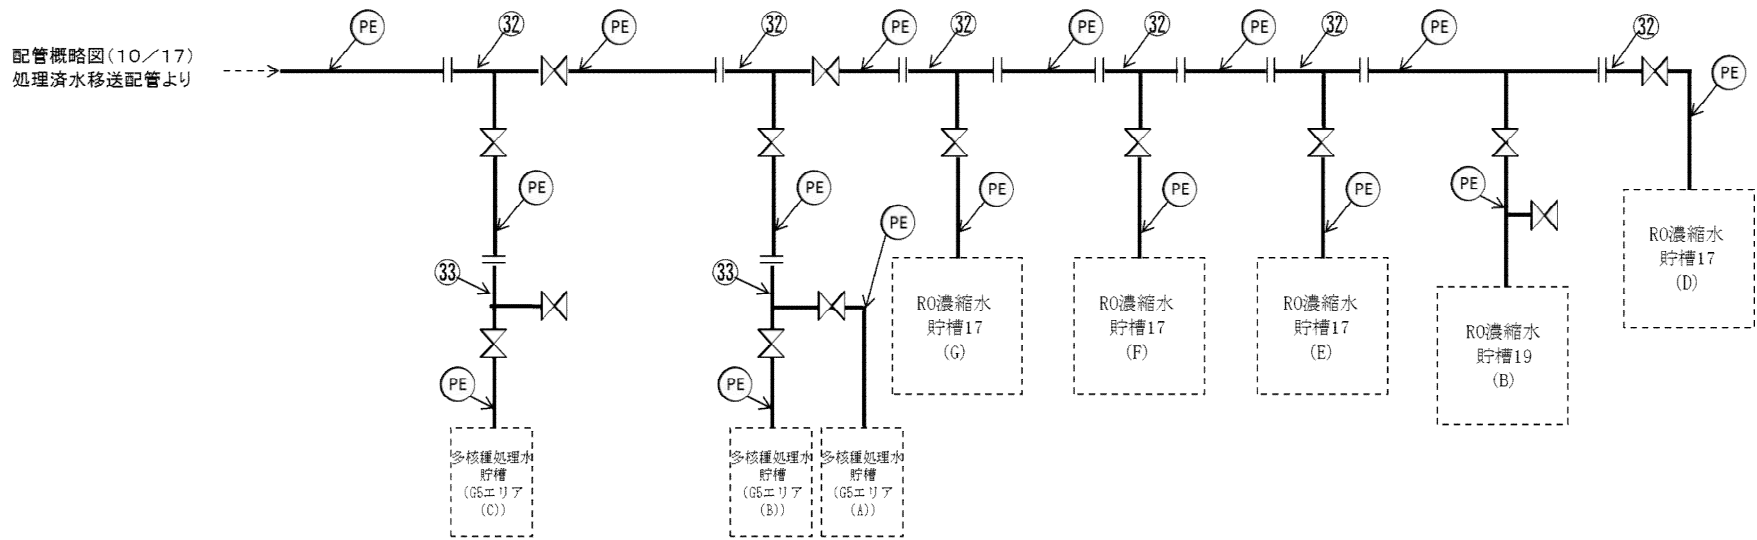 配管概略図(10／17)
処理済水移送配管より
PE
㉜
PE
㉜
PE
㉜
PE
㉜
PE
㉜
PE
㉜
PE
PE
PE
PE
PE
PE
PE
PE
㉝
㉝
PE
PE
RO濃縮水
貯槽17
(G)
RO濃縮水
貯槽17
(F)
RO濃縮水
貯槽17
(E)
RO濃縮水
貯槽19
(B)
RO濃縮水
貯槽17
(D)
多核種処理水
貯槽
(G5エリア
(C))
多核種処理水
貯槽
(G5エリア
(B))
多核種処理水
貯槽
(G5エリア
(A))